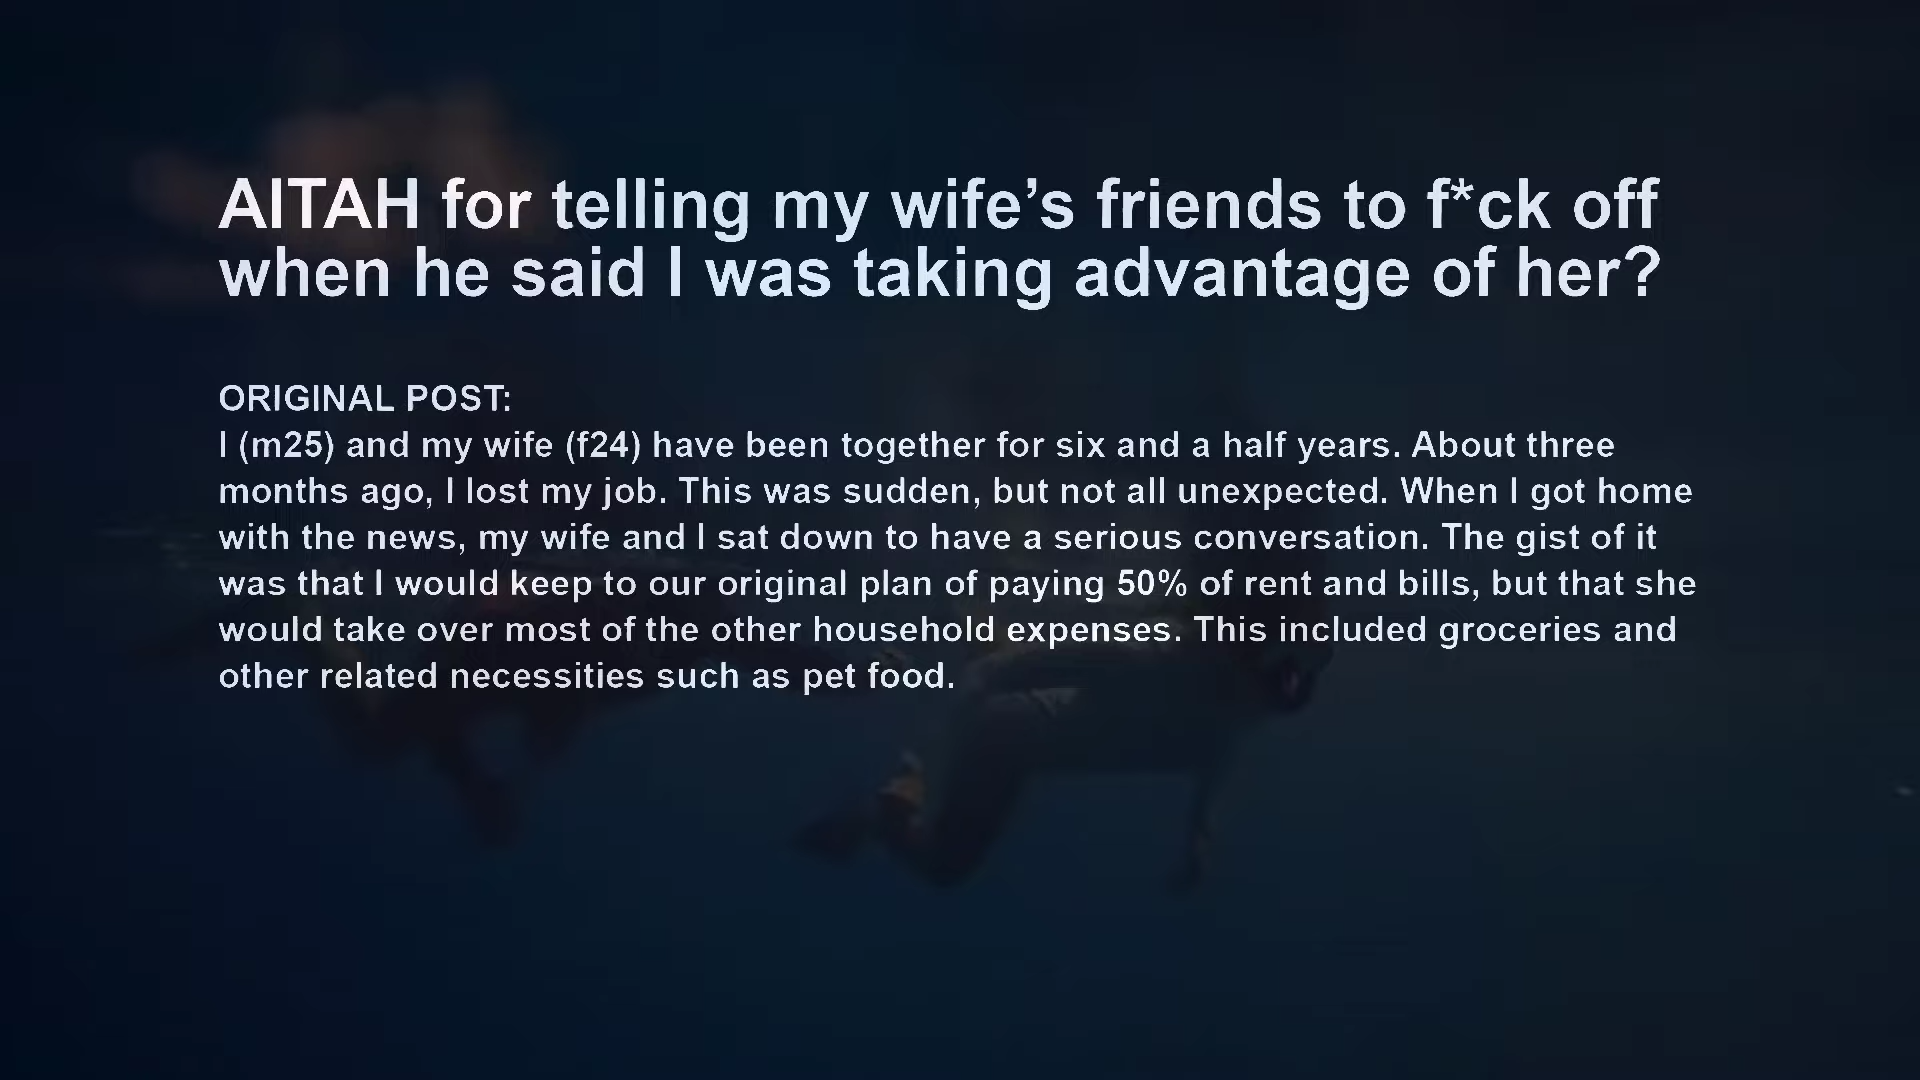 AITAH for telling my wife’s friends to f*ck off
when he said I was taking advantage of her?
ORIGINAL POST:
I (m25) and my wife (f24) have been together for six and a half years. About three
months ago, I lost my job. This was sudden, but not all unexpected. When I got home
with the news, my wife and I sat down to have a serious conversation. The gist of it
was that I would keep to our original plan of paying 50% of rent and bills, but that she
would take over most of the other household expenses. This included groceries and
other related necessities such as pet food.